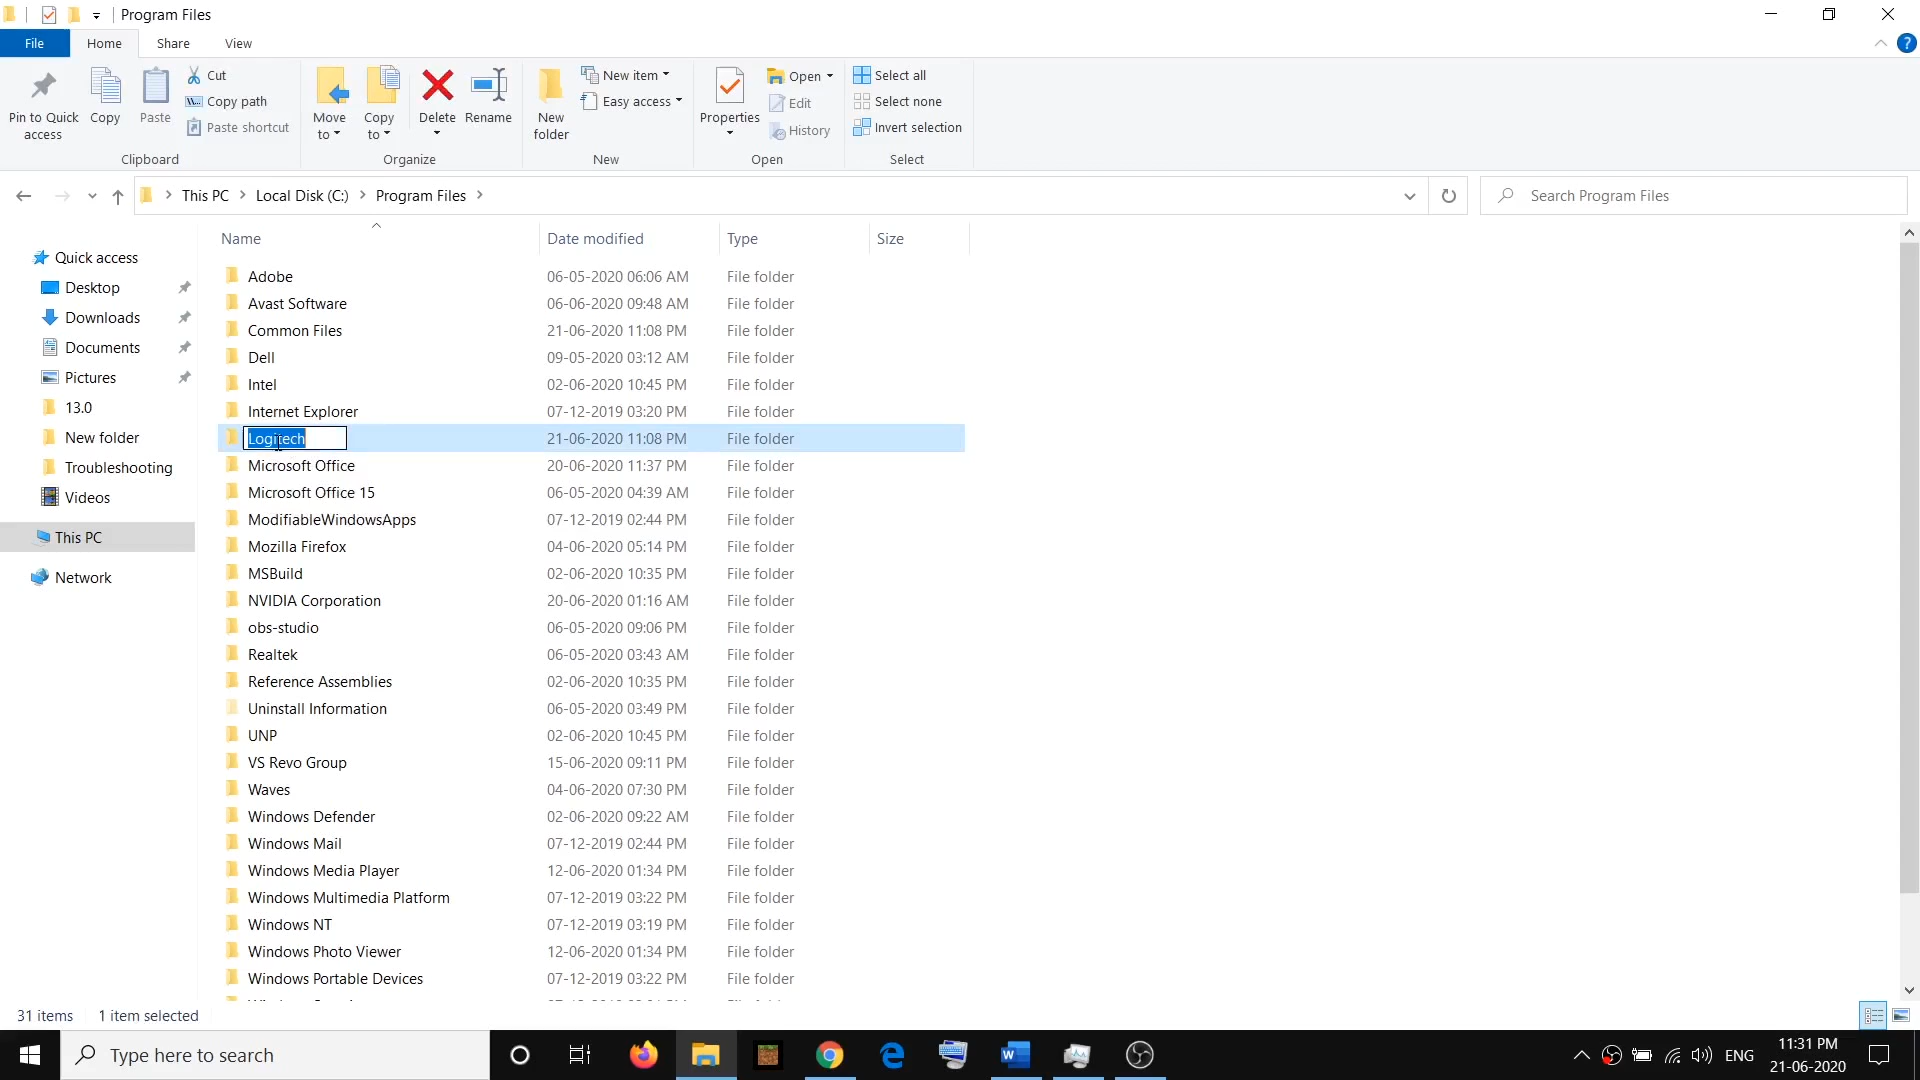 Program Files
File Home Share View
Pin to Quick access
Copy
Paste
Cut
Copy path
Paste shortcut
Clipboard
Move to
Copy to
Delete
Rename
Organize
New folder
New item
Easy access
New
Properties
Open
Edit
History
Open
Select all
Select none
Invert selection
Select
This PC Local Disk (C:) Program Files
Search Program Files
Quick access
Desktop
Downloads
Documents
Pictures
13.0
New folder
Troubleshooting
Videos
This PC
Network
Name Date modified Type Size
Adobe 06-05-2020 06:06 AM File folder
Avast Software 06-06-2020 09:48 AM File folder
Common Files 21-06-2020 11:08 PM File folder
Dell 09-05-2020 03:12 AM File folder
Intel 02-06-2020 10:45 PM File folder
Internet Explorer 07-12-2019 03:20 PM File folder
Logitech 21-06-2020 11:08 PM File folder
Microsoft Office 20-06-2020 11:37 PM File folder
Microsoft Office 15 06-05-2020 04:39 AM File folder
ModifiableWindowsApps 07-12-2019 02:44 PM File folder
Mozilla Firefox 04-06-2020 05:14 PM File folder
MSBuild 02-06-2020 10:35 PM File folder
NVIDIA Corporation 20-06-2020 01:16 AM File folder
obs-studio 06-05-2020 09:06 PM File folder
Realtek 06-05-2020 03:43 AM File folder
Reference Assemblies 02-06-2020 10:35 PM File folder
Uninstall Information 06-05-2020 03:49 PM File folder
UNP 02-06-2020 10:45 PM File folder
VS Revo Group 15-06-2020 09:11 PM File folder
Waves 04-06-2020 07:30 PM File folder
Windows Defender 02-06-2020 09:22 AM File folder
Windows Mail 07-12-2019 02:44 PM File folder
Windows Media Player 12-06-2020 01:34 PM File folder
Windows Multimedia Platform 07-12-2019 03:22 PM File folder
Windows NT 07-12-2019 03:19 PM File folder
Windows Photo Viewer 12-06-2020 01:34 PM File folder
Windows Portable Devices 07-12-2019 03:22 PM File folder
31 items 1 item selected
Type here to search
ENG
11:31 PM
21-06-2020